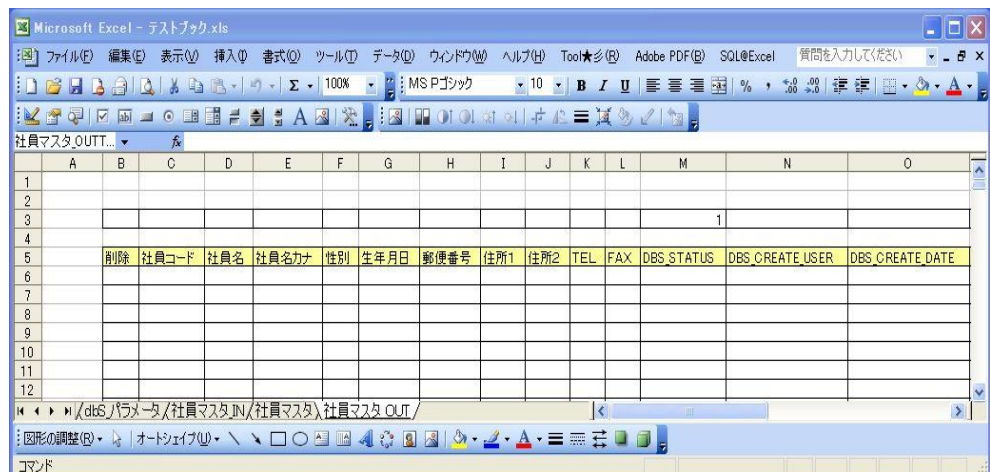 Microsoft Excel - テストブック.xls
ファイル(F) 編集(E) 表示(V) 挿入(I) 書式(O) ツール(T) データ(D) ウィンドウ(W) ヘルプ(H) Tool★彡(R) Adobe PDF(B) SQL@Excel 質問を入力してください
100% MS Pゴシック 10 B I U
社員マスタ_OUTT... fx
A B C D E F G H I J K L M N O
1
2
3 1
4
5 削除 社員コード 社員名 社員名カナ 性別 生年月日 郵便番号 住所1 住所2 TEL FAX DBS_STATUS DBS_CREATE_USER DBS_CREATE_DATE
6
7
8
9
10
11
12
dbS_パラメータ 社員マスタ_IN 社員マスタ 社員マスタ_OUT
図形の調整(R) オートシェイプ(U)
コマンド